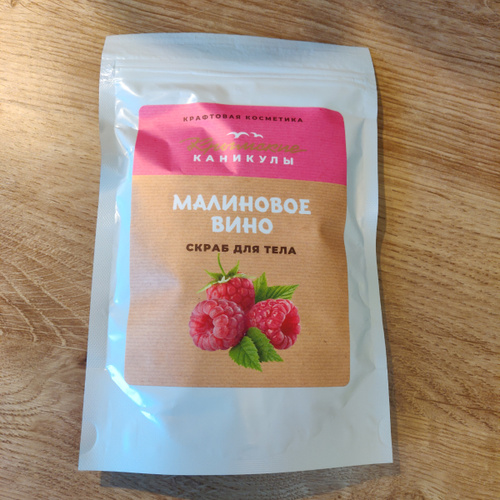 КРАФТОВАЯ КОСМЕТИКА
КАНИКУЛЫ
МАЛИНОВОЕ
ВИНО
СКРАБ ДЛЯ ТЕЛА